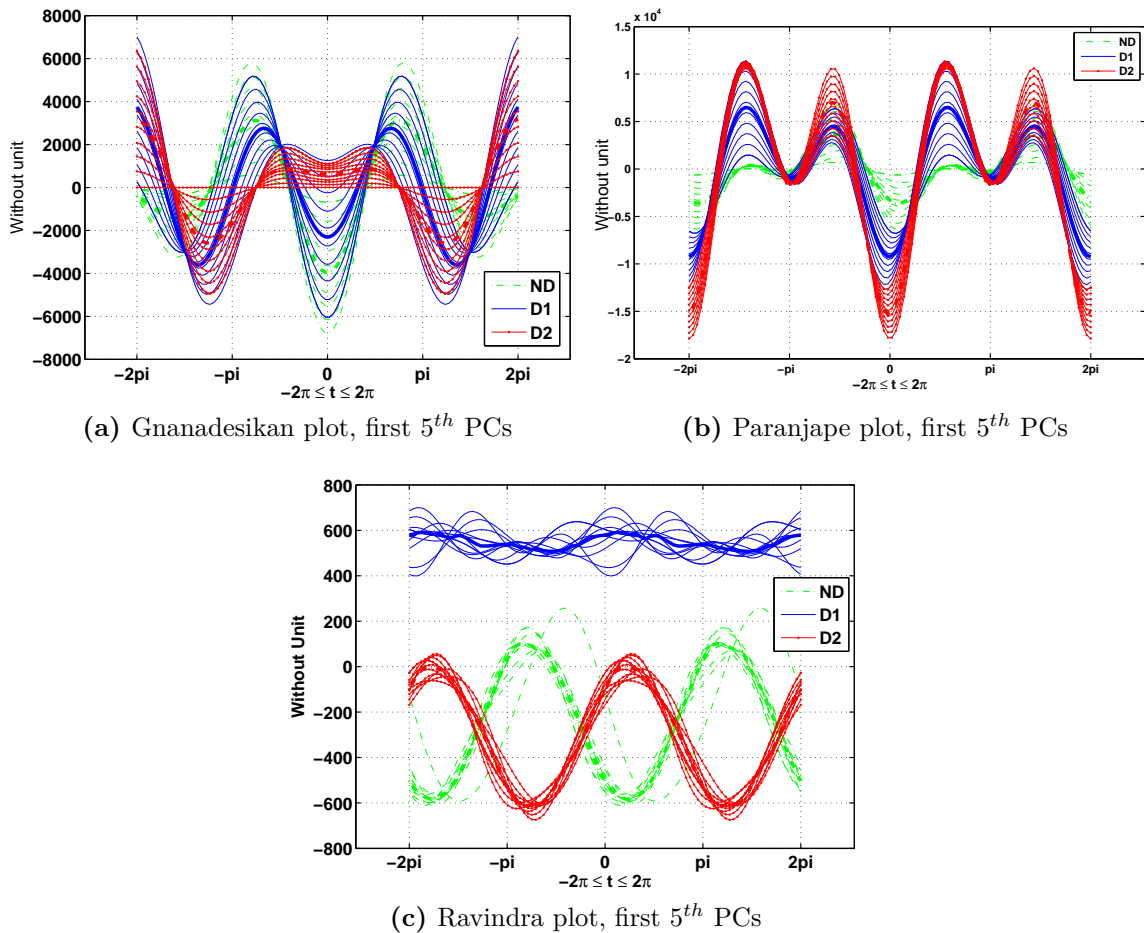 8000
6000
4000
2000
0
−2000
−4000
−6000
−8000
Without unit
ND
D1
D2
−2pi
−pi
0
pi
2pi
−2π ≤ t ≤ 2π
(a) Gnanadesikan plot, first 5th PCs
x 10^4
1.5
1
0.5
0
−0.5
−1
−1.5
−2
Without unit
ND
D1
D2
−2pi
−pi
0
pi
2pi
−2π ≤ t ≤ 2π
(b) Paranjape plot, first 5th PCs
800
600
400
200
0
−200
−400
−600
−800
Without Unit
ND
D1
D2
−2pi
−pi
0
pi
2pi
−2π ≤ t ≤ 2π
(c) Ravindra plot, first 5th PCs